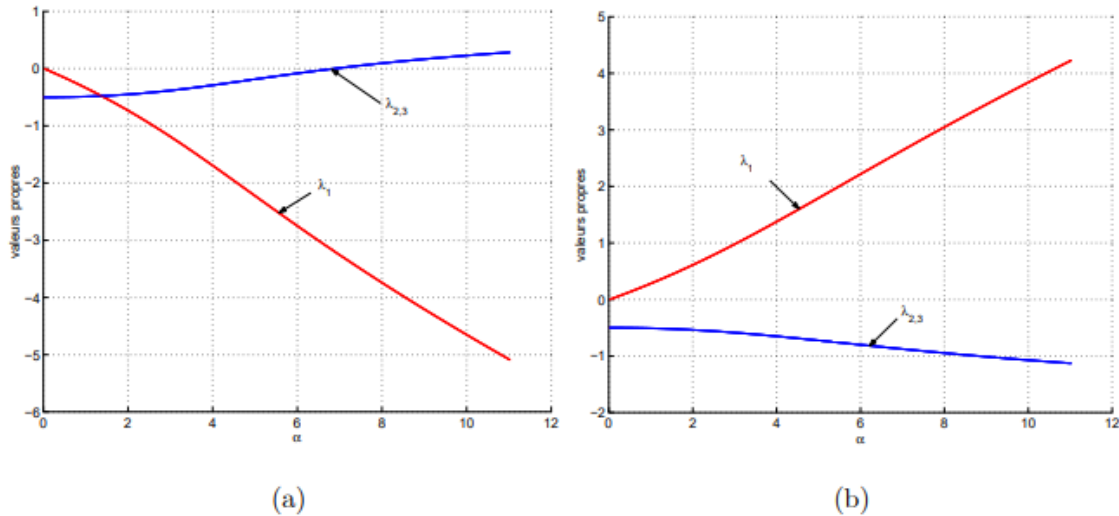 1
0
−1
−2
−3
−4
−5
−6
valeurs propres
λ2,3
λ1
0 2 4 6 8 10 12
α
(a)
5
4
3
2
1
0
−1
−2
valeurs propres
λ1
λ2,3
0 2 4 6 8 10 12
α
(b)